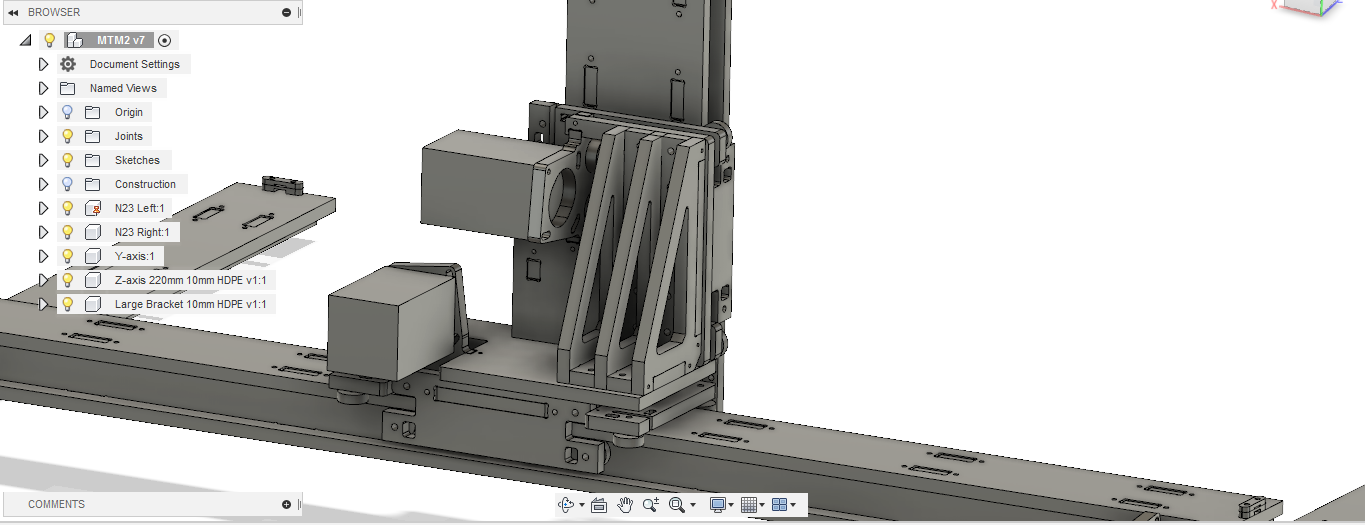 BROWSER
MTM2 v7
Document Settings
Named Views
Origin
Joints
Sketches
Construction
N23 Left:1
N23 Right:1
Y-axis:1
Z-axis 220mm 10mm HDPE v1:1
Large Bracket 10mm HDPE v1:1
COMMENTS
X